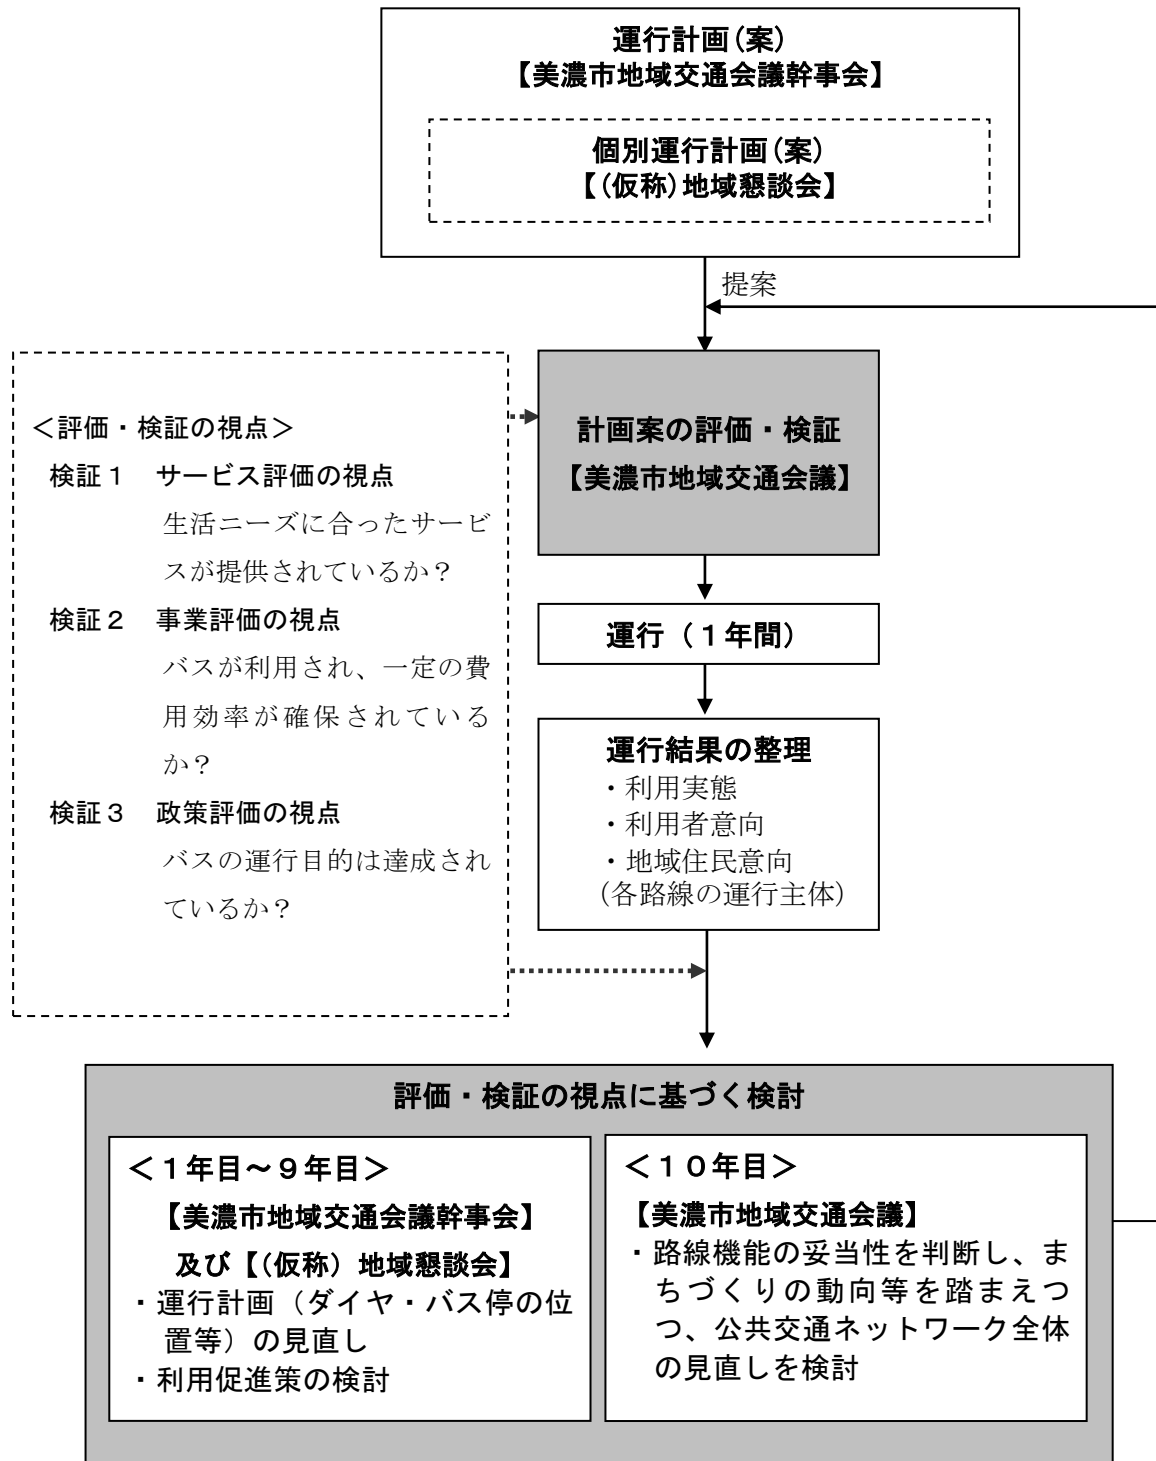 運行計画(案)
【美濃市地域交通会議幹事会】
個別運行計画(案)
【(仮称)地域懇談会】
提案
＜評価・検証の視点＞
検証１　サービス評価の視点
生活ニーズに合ったサービ
スが提供されているか？
検証２　事業評価の視点
バスが利用され、一定の費
用効率が確保されている
か？
検証３　政策評価の視点
バスの運行目的は達成され
ているか？
計画案の評価・検証
【美濃市地域交通会議】
運行（１年間）
運行結果の整理
・利用実態
・利用者意向
・地域住民意向
(各路線の運行主体)
評価・検証の視点に基づく検討
＜１年目～９年目＞
【美濃市地域交通会議幹事会】
及び【(仮称）地域懇談会】
・運行計画（ダイヤ・バス停の位
置等）の見直し
・利用促進策の検討
＜１０年目＞
【美濃市地域交通会議】
・路線機能の妥当性を判断し、ま
ちづくりの動向等を踏まえつ
つ、公共交通ネットワーク全体
の見直しを検討